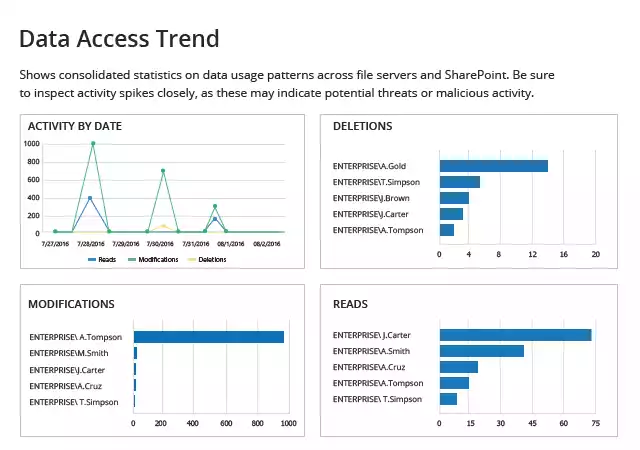 Data Access Trend
Shows consolidated statistics on data usage patterns across file servers and SharePoint. Be sure
to inspect activity spikes closely, as these may indicate potential threats or malicious activity.
ACTIVITY BY DATE
1000
800
600
400
200
0
7/27/2016 7/28/2016 7/29/2016 7/30/2016 7/31/2016 08/1/2016 08/2/2016
Reads Modifications Deletions
DELETIONS
ENTERPRISE\A.Gold
ENTERPRISE\T.Simpson
ENTERPRISE\J.Brown
ENTERPRISE\J.Carter
ENTERPRISE\A.Tompson
0 4 8 12 16 20
MODIFICATIONS
ENTERPRISE\ A.Tompson
ENTERPRISE\M.Smith
ENTERPRISE\J.Carter
ENTERPRISE\A.Cruz
ENTERPRISE\ T.Simpson
0 200 400 600 800 1000
READS
ENTERPRISE\ J.Carter
ENTERPRISE\A.Smith
ENTERPRISE\A.Cruz
ENTERPRISE\A.Tompson
ENTERPRISE\ T.Simpson
0 15 30 45 60 75